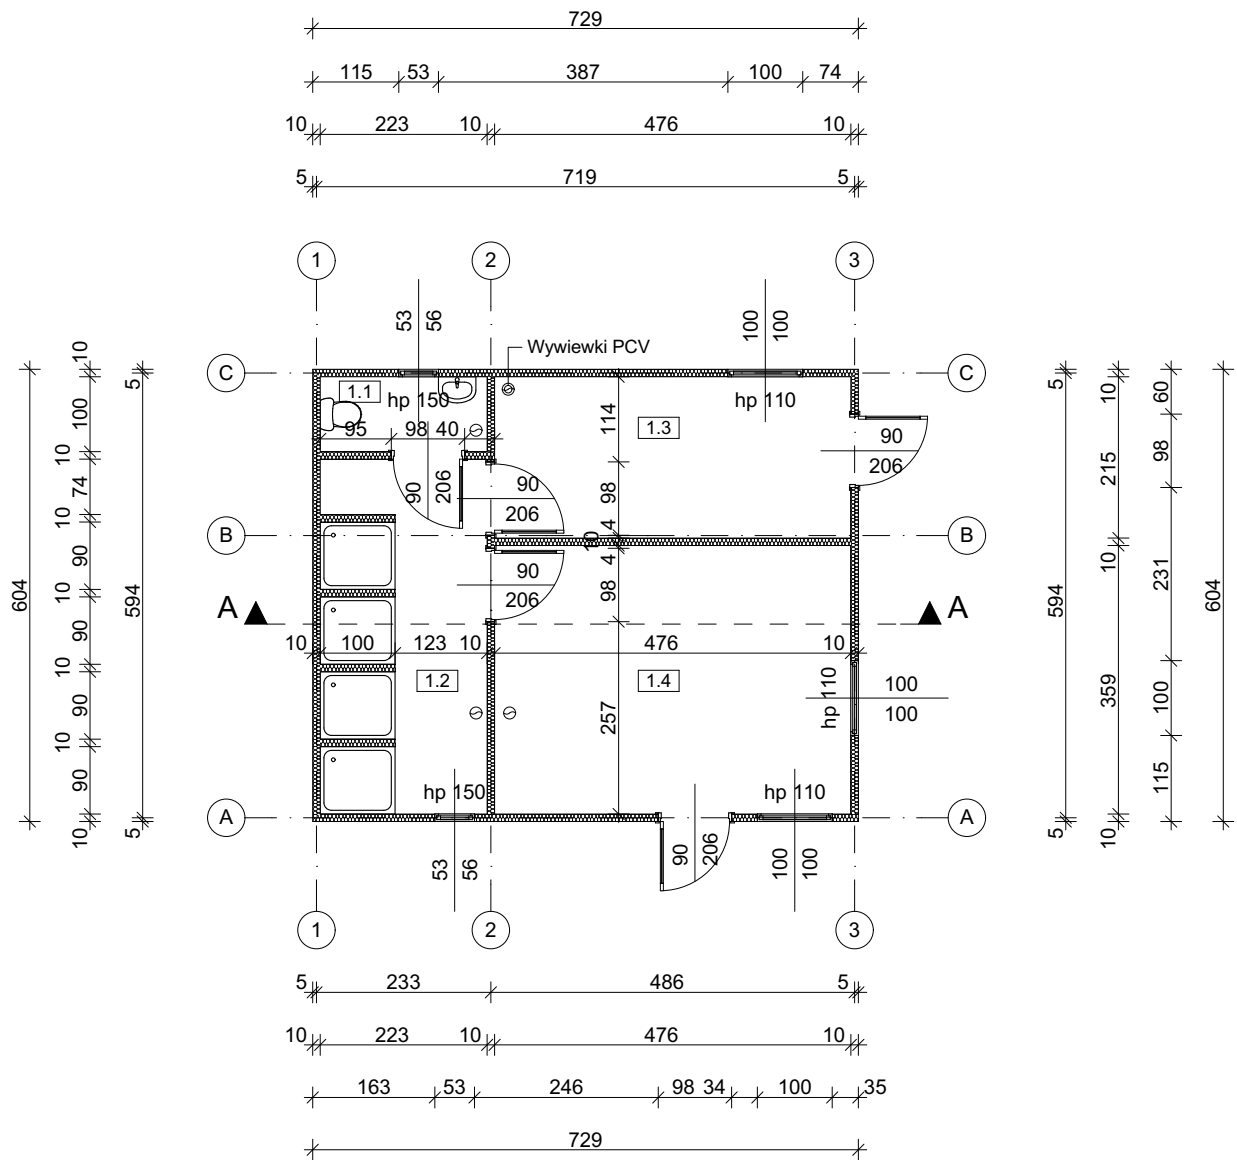 729
115 53 387 100 74
10 223 10 476 10
5 719 5
1 2 3
53 56 100 100
Wywiewki PCV
C C
1.1 hp 150 hp 110
95 98 40 114 1.3 90 206
90 206 90 206 98 4
10
B B
90 206 4 98
A A
10 100 123 10 476 10
1.2 1.4 hp 110 100 100
257
hp 150 hp 110
A A
53 56 90 206 100 100
1 2 3
604
10 100 10 74 10 90 10 90 10 90 10 90 10
5 594 5
5 594 5
10 215 10 359 10
60 98 231 100 115
604
5 233 486 5
10 223 10 476 10
163 53 246 98 34 100 35
729